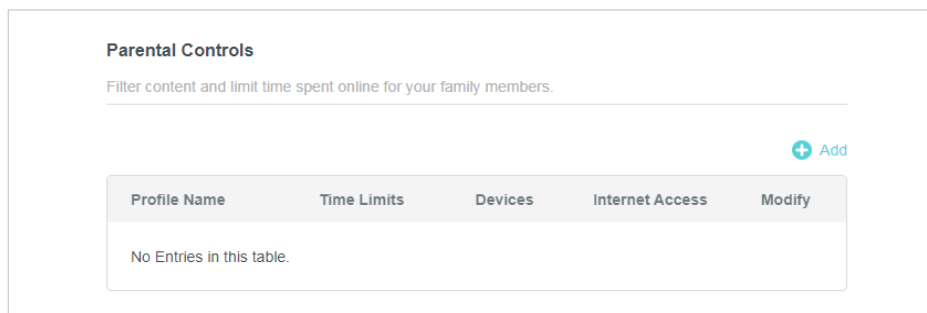 Parental Controls
Filter content and limit time spent online for your family members.
Add
Profile Name Time Limits Devices Internet Access Modify
No Entries in this table.